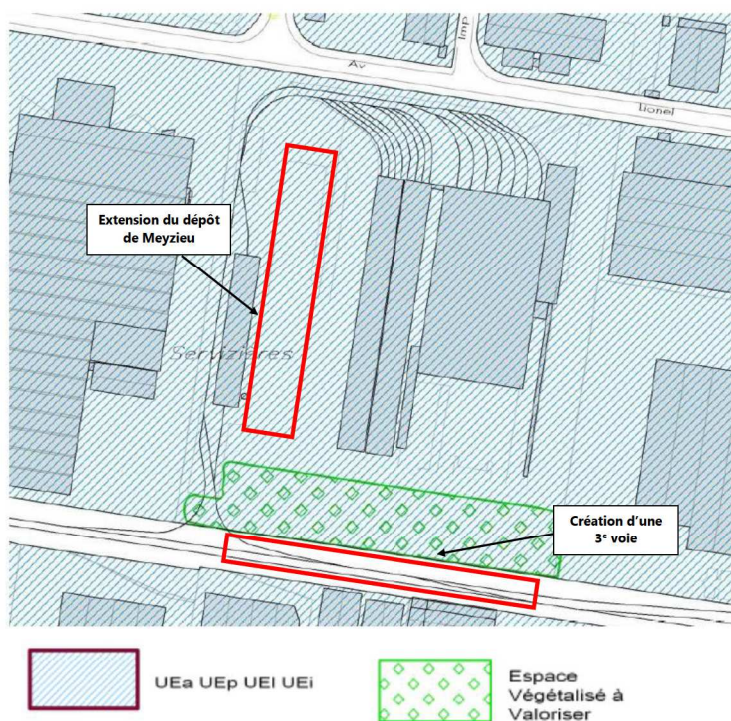 Imp
Av
Lionel
Extension du dépôt
de Meyzieu
Servizières
Création d'une
3ᵉ voie
UEa UEp UEl UEi
Espace
Végétalisé à
Valoriser